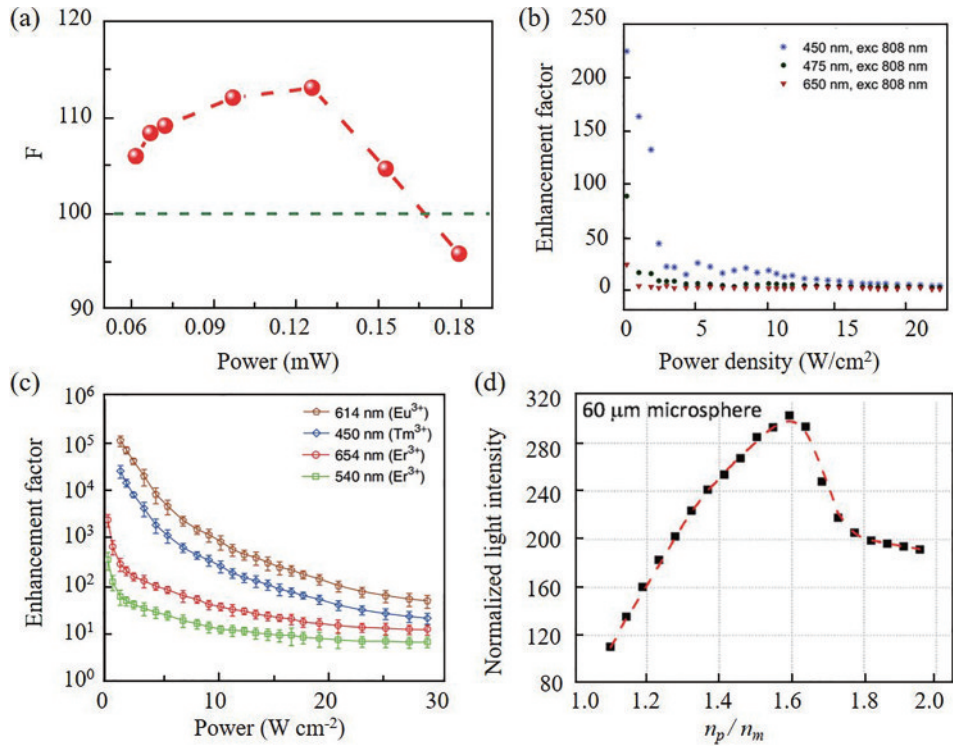 (a)
120
110
F
100
90
0.06 0.09 0.12 0.15 0.18
Power (mW)
(b)
250
200
150
100
50
0
Enhancement factor
450 nm, exc 808 nm
475 nm, exc 808 nm
650 nm, exc 808 nm
0 5 10 15 20
Power density (W/cm²)
(c)
10⁶
10⁵
10⁴
10³
10²
10¹
10⁰
Enhancement factor
614 nm (Eu³⁺)
450 nm (Tm³⁺)
654 nm (Er³⁺)
540 nm (Er³⁺)
0 10 20 30
Power (W cm⁻²)
(d)
320
280
240
200
160
110
80
Normalized light intensity
60 μm microsphere
1.0 1.2 1.4 1.6 1.8 2.0
nₚ / nₘ